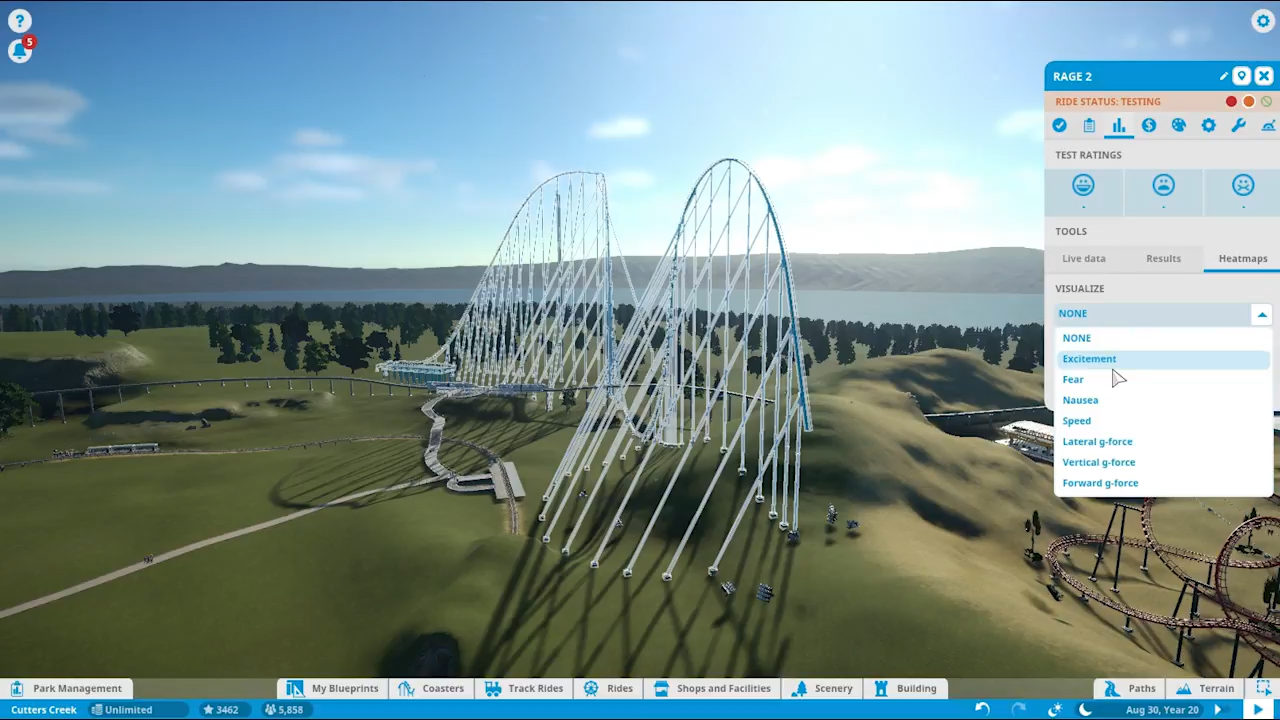 ?
5
RAGE 2
RIDE STATUS: TESTING
TEST RATINGS
- - -
TOOLS
Live data Results Heatmaps
VISUALIZE
NONE
NONE
Excitement
Fear
Nausea
Speed
Lateral g-force
Vertical g-force
Forward g-force
Park Management My Blueprints Coasters Track Rides Rides Shops and Facilities Scenery Building Paths Terrain
Cutters Creek Unlimited 3462 5,858 Aug 30, Year 20